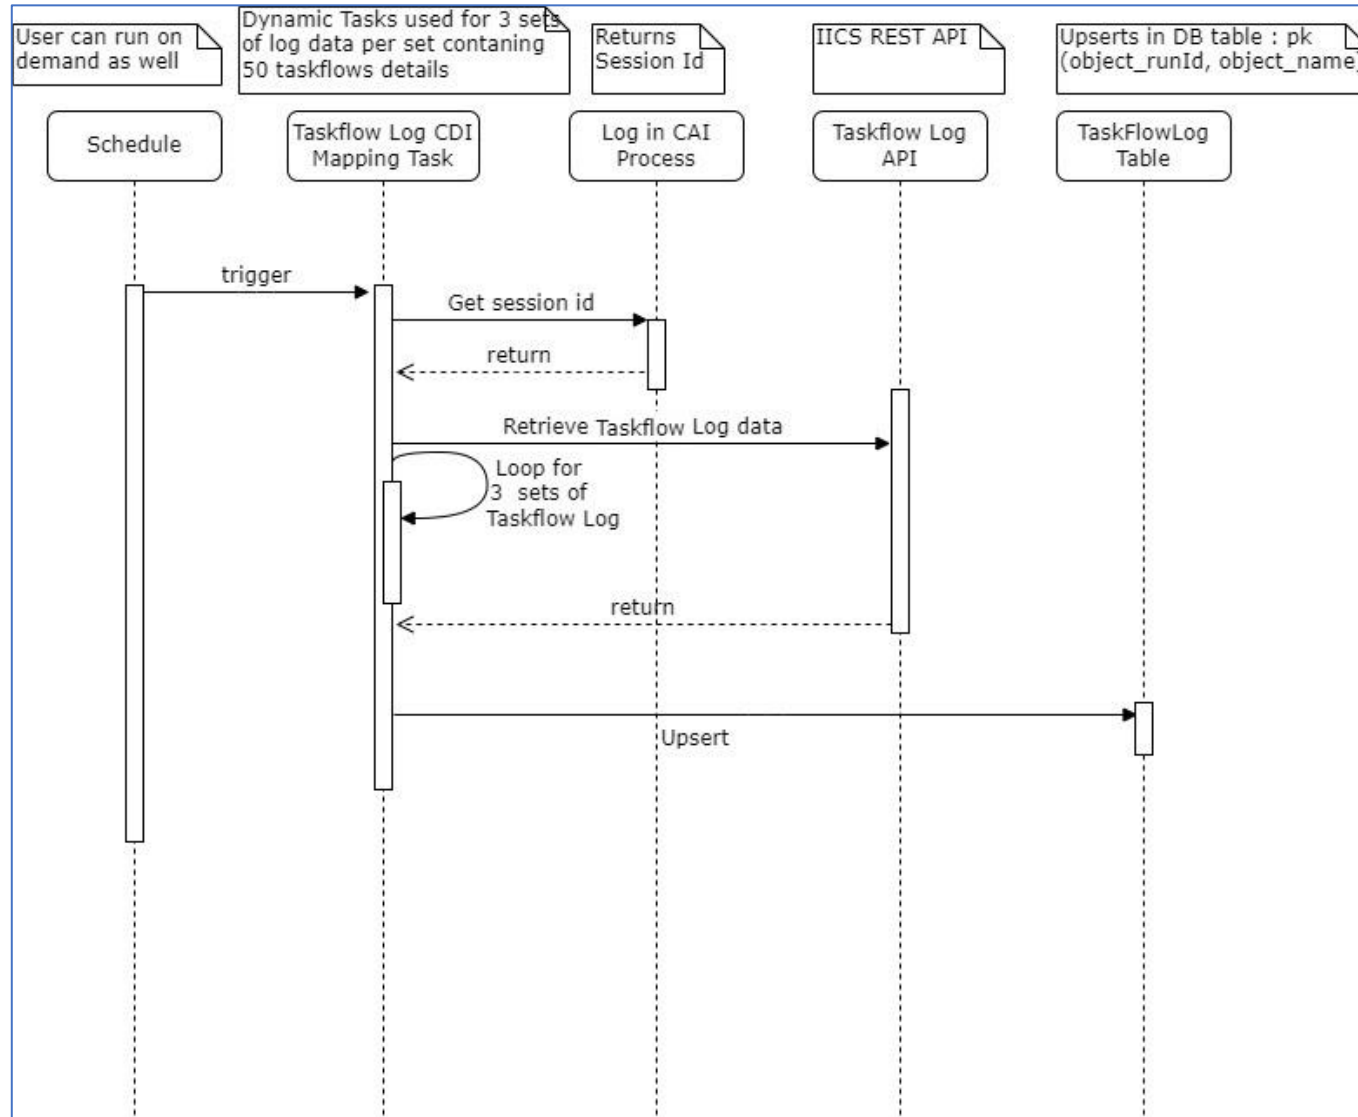 User can run on
demand as well
Dynamic Tasks used for 3 sets
of log data per set contaning
50 taskflows details
Returns
Session Id
IICS REST API
Upserts in DB table : pk
(object_runId, object_name)
Schedule
Taskflow Log CDI
Mapping Task
Log in CAI
Process
Taskflow Log
API
TaskFlowLog
Table
trigger
Get session id
return
Retrieve Taskflow Log data
Loop for
3 sets of
Taskflow Log
return
Upsert